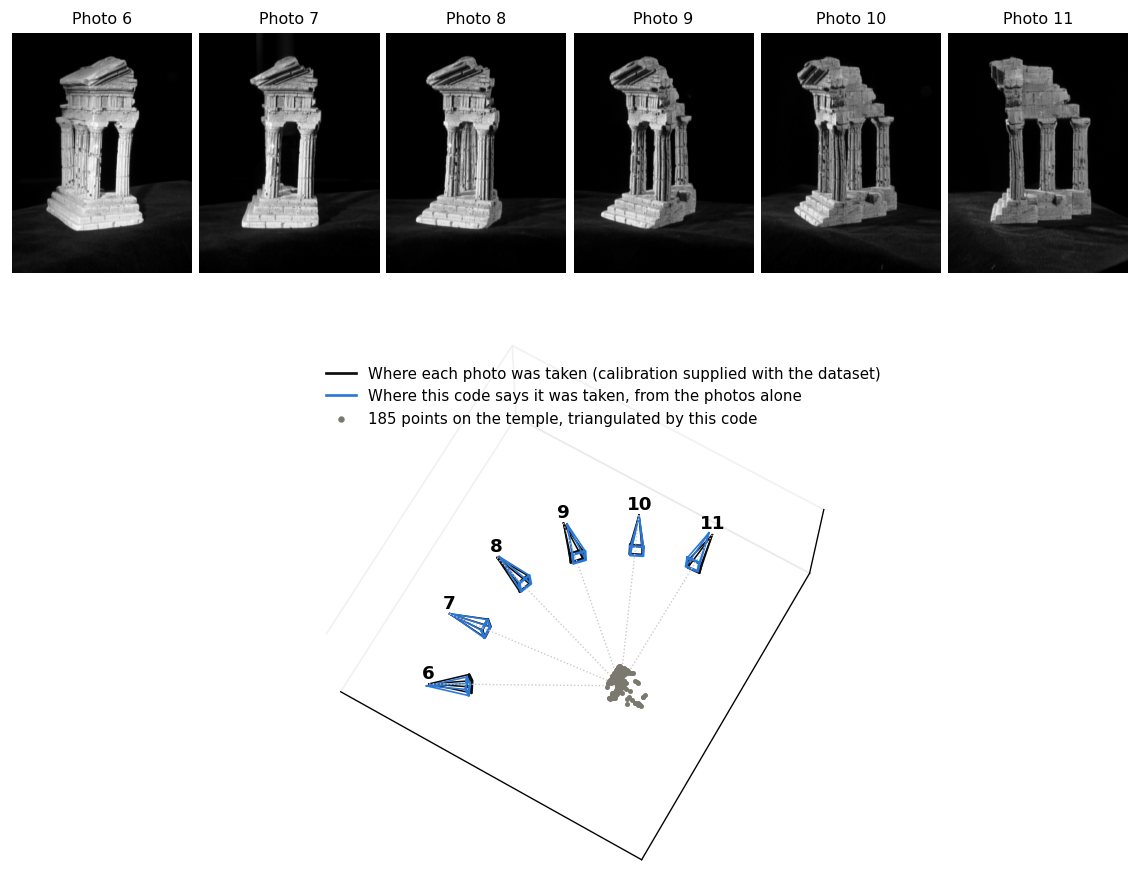 Photo 6
Photo 7
Photo 8
Photo 9
Photo 10
Photo 11
Where each photo was taken (calibration supplied with the dataset)
Where this code says it was taken, from the photos alone
185 points on the temple, triangulated by this code
10
9
11
8
7
6